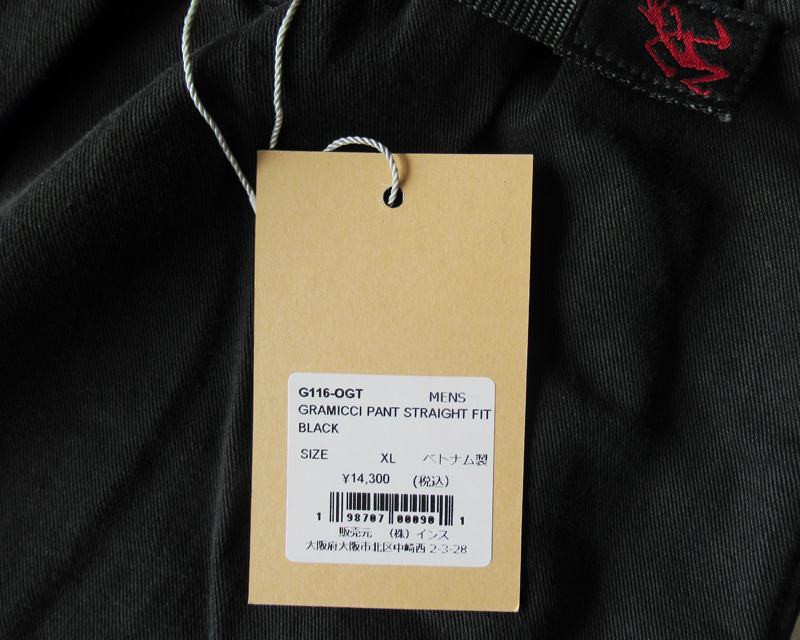 G116-OGT MENS
GRAMICCI PANT STRAIGHT FIT
BLACK
SIZE XL ベトナム製
¥14,300 (税込)
1 98707 00090 1
販売元 (株) インス
大阪府大阪市北区中崎西 2-3-28